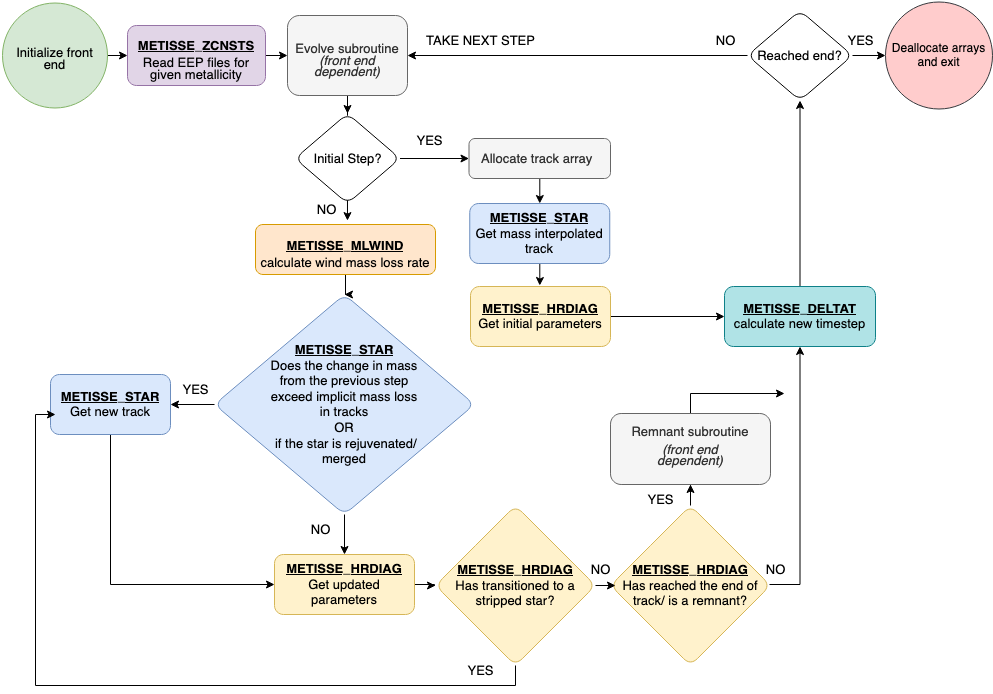 Initialize front
end
METISSE_ZCNSTS
Read EEP files for
given metallicity
Evolve subroutine
(front end
dependent)
TAKE NEXT STEP
NO
Reached end?
YES
Deallocate arrays
and exit
Initial Step?
YES
Allocate track array
NO
METISSE_STAR
Get mass interpolated
track
METISSE_MLWIND
calculate wind mass loss rate
METISSE_HRDIAG
Get initial parameters
METISSE_DELTAT
calculate new timestep
METISSE_STAR
Does the change in mass
from the previous step
exceed implicit mass loss
in tracks
OR
if the star is rejuvenated/
merged
YES
METISSE_STAR
Get new track
Remnant subroutine
(front end
dependent)
YES
NO
METISSE_HRDIAG
Get updated
parameters
METISSE_HRDIAG
Has transitioned to a
stripped star?
NO
METISSE_HRDIAG
Has reached the end of
track/ is a remnant?
NO
YES